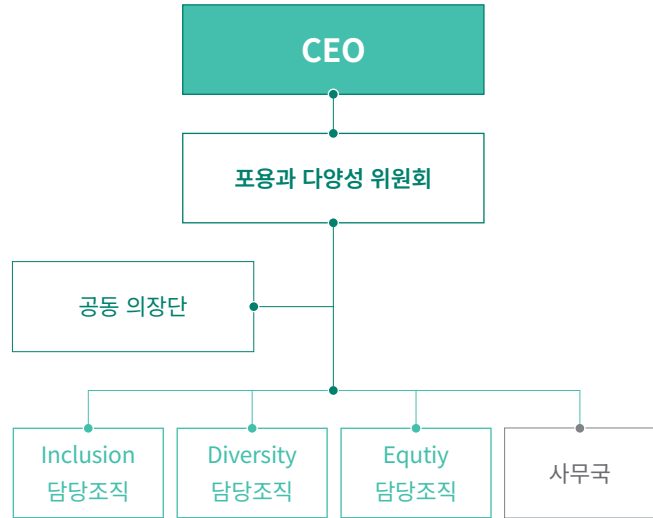 CEO
포용과 다양성 위원회
공동 의장단
Inclusion
담당조직
Diversity
담당조직
Equtiy
담당조직
사무국